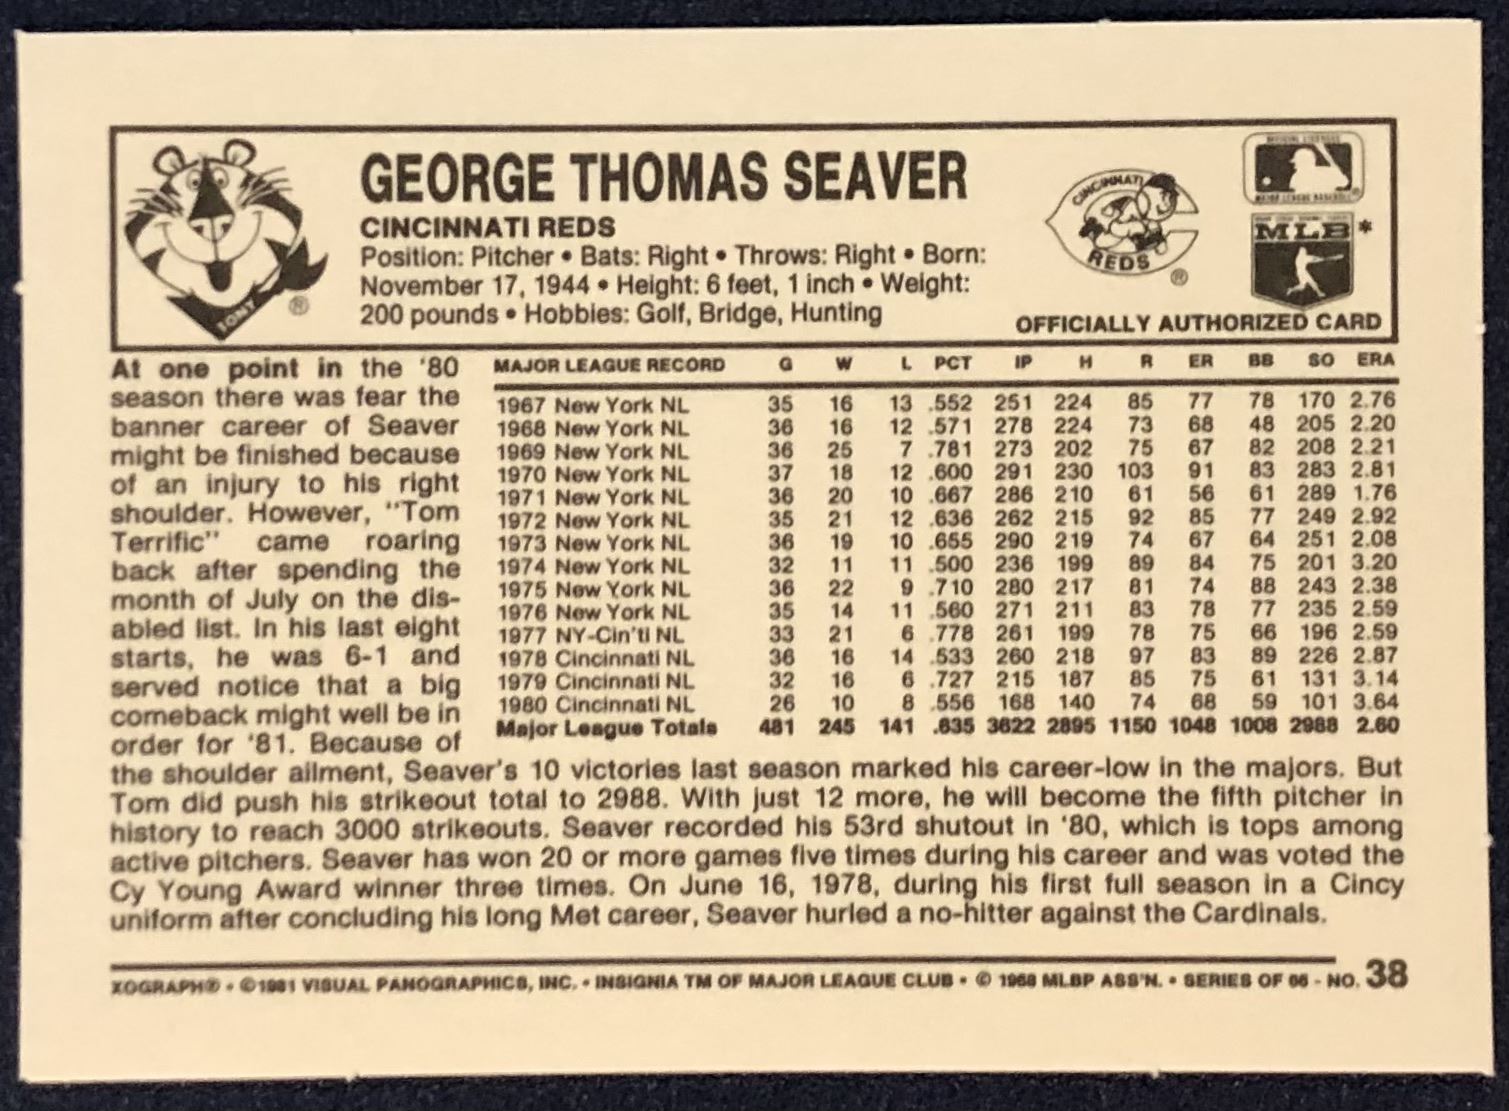 GEORGE THOMAS SEAVER
CINCINNATI REDS
Position: Pitcher • Bats: Right • Throws: Right • Born:
November 17, 1944 • Height: 6 feet, 1 inch • Weight:
200 pounds • Hobbies: Golf, Bridge, Hunting
TONY ®
CINCINNATI
REDS ®
MAJOR LEAGUE BASEBALL
MLB *
OFFICIALLY AUTHORIZED CARD
At one point in the '80
season there was fear the
banner career of Seaver
might be finished because
of an injury to his right
shoulder. However, "Tom
Terrific" came roaring
back after spending the
month of July on the dis-
abled list. In his last eight
starts, he was 6-1 and
served notice that a big
comeback might well be in
order for '81. Because of
MAJOR LEAGUE RECORD G W L PCT IP H R ER BB SO ERA
1967 New York NL 35 16 13 .552 251 224 85 77 78 170 2.76
1968 New York NL 36 16 12 .571 278 224 73 68 48 205 2.20
1969 New York NL 36 25 7 .781 273 202 75 67 82 208 2.21
1970 New York NL 37 18 12 .600 291 230 103 91 83 283 2.81
1971 New York NL 36 20 10 .667 286 210 61 56 61 289 1.76
1972 New York NL 35 21 12 .636 262 215 92 85 77 249 2.92
1973 New York NL 36 19 10 .655 290 219 74 67 64 251 2.08
1974 New York NL 32 11 11 .500 236 199 89 84 75 201 3.20
1975 New York NL 36 22 9 .710 280 217 81 74 88 243 2.38
1976 New York NL 35 14 11 .560 271 211 83 78 77 235 2.59
1977 NY-Cin'ti NL 33 21 6 .778 261 199 78 75 66 196 2.59
1978 Cincinnati NL 36 16 14 .533 260 218 97 83 89 226 2.87
1979 Cincinnati NL 32 16 6 .727 215 187 85 75 61 131 3.14
1980 Cincinnati NL 26 10 8 .556 168 140 74 68 59 101 3.64
Major League Totals 481 245 141 .635 3622 2895 1150 1048 1008 2988 2.60
the shoulder ailment, Seaver's 10 victories last season marked his career-low in the majors. But
Tom did push his strikeout total to 2988. With just 12 more, he will become the fifth pitcher in
history to reach 3000 strikeouts. Seaver recorded his 53rd shutout in '80, which is tops among
active pitchers. Seaver has won 20 or more games five times during his career and was voted the
Cy Young Award winner three times. On June 16, 1978, during his first full season in a Cincy
uniform after concluding his long Met career, Seaver hurled a no-hitter against the Cardinals.
XOGRAPH® • ©1981 VISUAL PANOGRAPHICS, INC. • INSIGNIA TM OF MAJOR LEAGUE CLUB • © 1968 MLBP ASS'N. • SERIES OF 66 - NO. 38